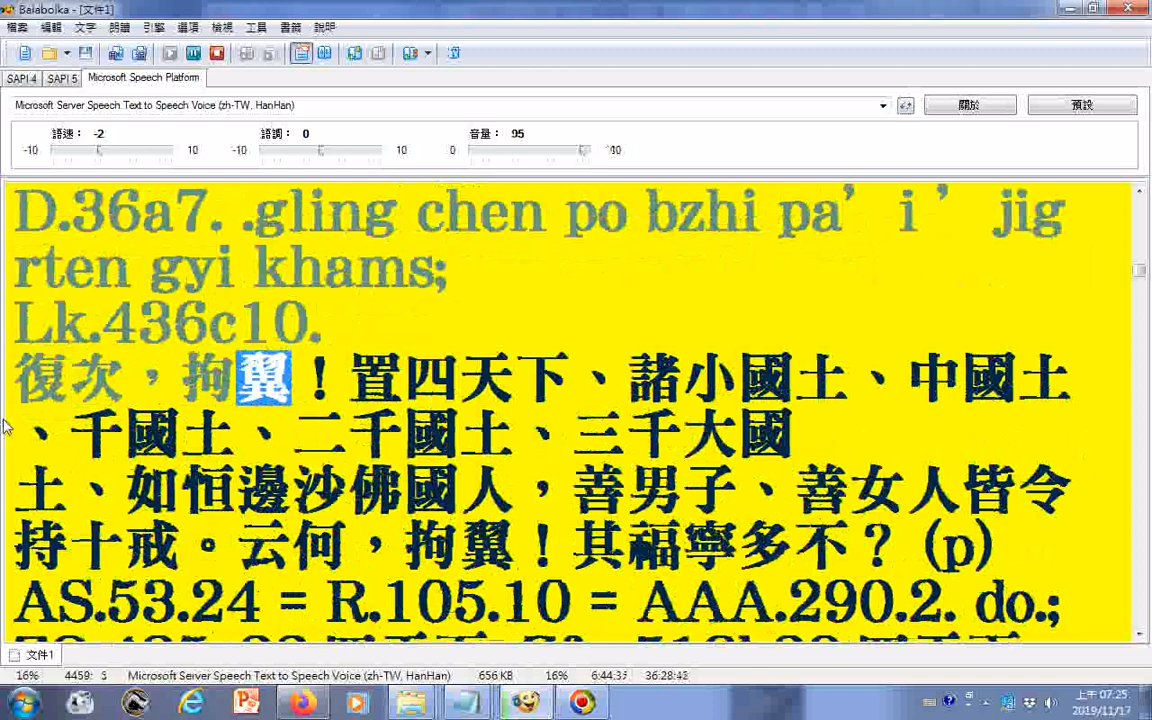 Balabolka - [文件1]
檔案 編輯 文字 朗讀 引擎 選項 檢視 工具 書籤 說明
SAPI 4 SAPI 5 Microsoft Speech Platform
Microsoft Server Speech Text to Speech Voice (zh-TW, HanHan) 關於 預設
語速： -2 語調： 0 音量： 95
-10 10 -10 10 0
D.36a7. .gling chen po bzhi pa’i ’jig
rten gyi khams;
Lk.436c10.
復次，拘翼！置四天下、諸小國土、中國土
、千國土、二千國土、三千大國
土、如恒邊沙佛國人，善男子、善女人皆令
持十戒。云何，拘翼！其福寧多不？ (p)
AS.53.24 = R.105.10 = AAA.290.2. do.;
文件1
16% Microsoft Server Speech Text to Speech Voice (zh-TW, HanHan) 656 KB 16%
上午 07:25
2019/11/17